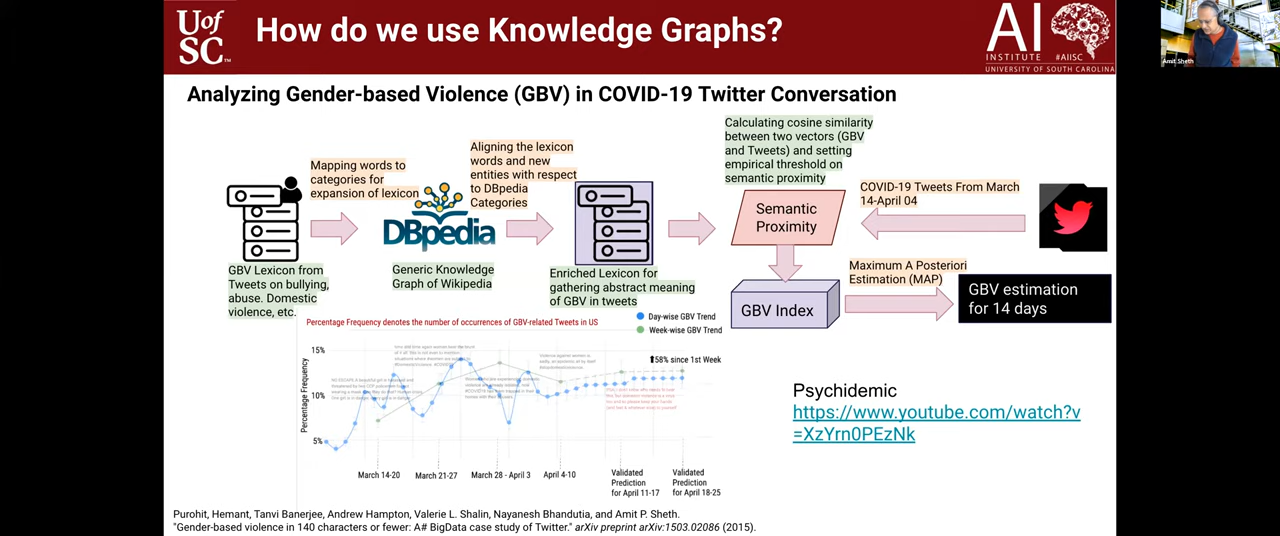 UofSC™
How do we use Knowledge Graphs?
AI
INSTITUTE #AIISC
UNIVERSITY OF SOUTH CAROLINA
Amit Sheth
Analyzing Gender-based Violence (GBV) in COVID-19 Twitter Conversation
Mapping words to
categories for
expansion of lexicon
Aligning the lexicon
words and new
entities with respect
to DBpedia
Categories
Calculating cosine similarity
between two vectors (GBV
and Tweets) and setting
empirical threshold on
semantic proximity
COVID-19 Tweets From March
14-April 04
DBpedia
Semantic
Proximity
GBV Lexicon from
Tweets on bullying,
abuse. Domestic
violence, etc.
Generic Knowledge
Graph of Wikipedia
Enriched Lexicon for
gathering abstract meaning
of GBV in tweets
Maximum A Posteriori
Estimation (MAP)
GBV Index
GBV estimation
for 14 days
Percentage Frequency denotes the number of occurrences of GBV-related Tweets in US
Day-wise GBV Trend
Week-wise GBV Trend
⬆58% since 1st Week
Percentage Frequency
15%
10%
5%
March 14-20
March 21-27
March 28 - April 3
April 4-10
Validated
Prediction
for April 11-17
Validated
Prediction
for April 18-25
Psychidemic
https://www.youtube.com/watch?v
=XzYrn0PEzNk
Purohit, Hemant, Tanvi Banerjee, Andrew Hampton, Valerie L. Shalin, Nayanesh Bhandutia, and Amit P. Sheth.
"Gender-based violence in 140 characters or fewer: A# BigData case study of Twitter." arXiv preprint arXiv:1503.02086 (2015).